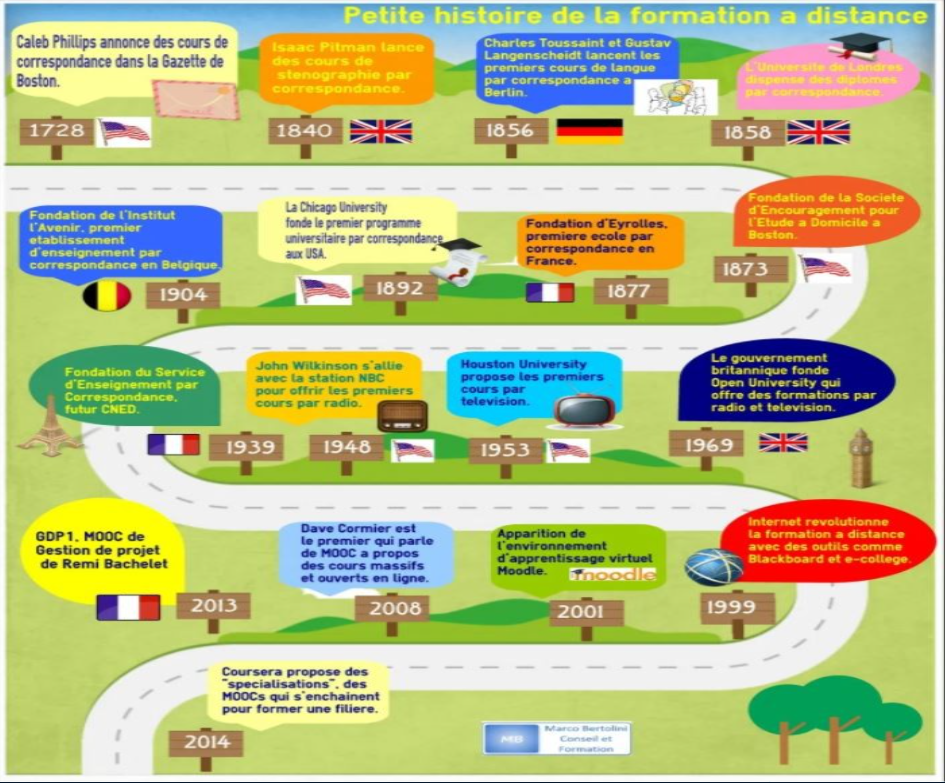 Petite histoire de la formation a distance
Caleb Phillips annonce des cours de
correspondance dans la Gazette de
Boston.
1728
Isaac Pitman lance
des cours de
stenographie par
correspondance.
1840
Charles Toussaint et Gustav
Langenscheidt lancent les
premiers cours de langue
par correspondance a
Berlin.
1856
L'Universite de Londres
dispense des diplomes
par correspondance.
1858
Fondation de la Societe
d'Encouragement pour
l'Etude a Domicile a
Boston.
1873
Fondation d'Eyrolles,
premiere ecole par
correspondance en
France.
1877
La Chicago University
fonde le premier programme
universitaire par correspondance
aux USA.
1892
Fondation de l'Institut
l'Avenir, premier
etablissement
d'enseignement par
correspondance en Belgique.
1904
Fondation du Service
d'Enseignement par
Correspondance,
futur CNED.
1939
John Wilkinson s'allie
avec la station NBC
pour offrir les premiers
cours par radio.
1948
Houston University
propose les premiers
cours par
television.
1953
Le gouvernement
britannique fonde
Open University qui
offre des formations par
radio et television.
1969
Internet revolutionne
la formation a distance
avec des outils comme
Blackboard et e-college.
1999
Apparition de
l'environnement
d'apprentissage virtuel
Moodle.
moodle
2001
Dave Cormier est
le premier qui parle
de MOOC a propos
des cours massifs
et ouverts en ligne.
2008
GDP1, MOOC de
Gestion de projet
de Remi Bachelet
2013
Coursera propose des
"specialisations", des
MOOCs qui s'enchainent
pour former une filiere.
2014
MB
Marco Bertolini
Conseil et
Formation